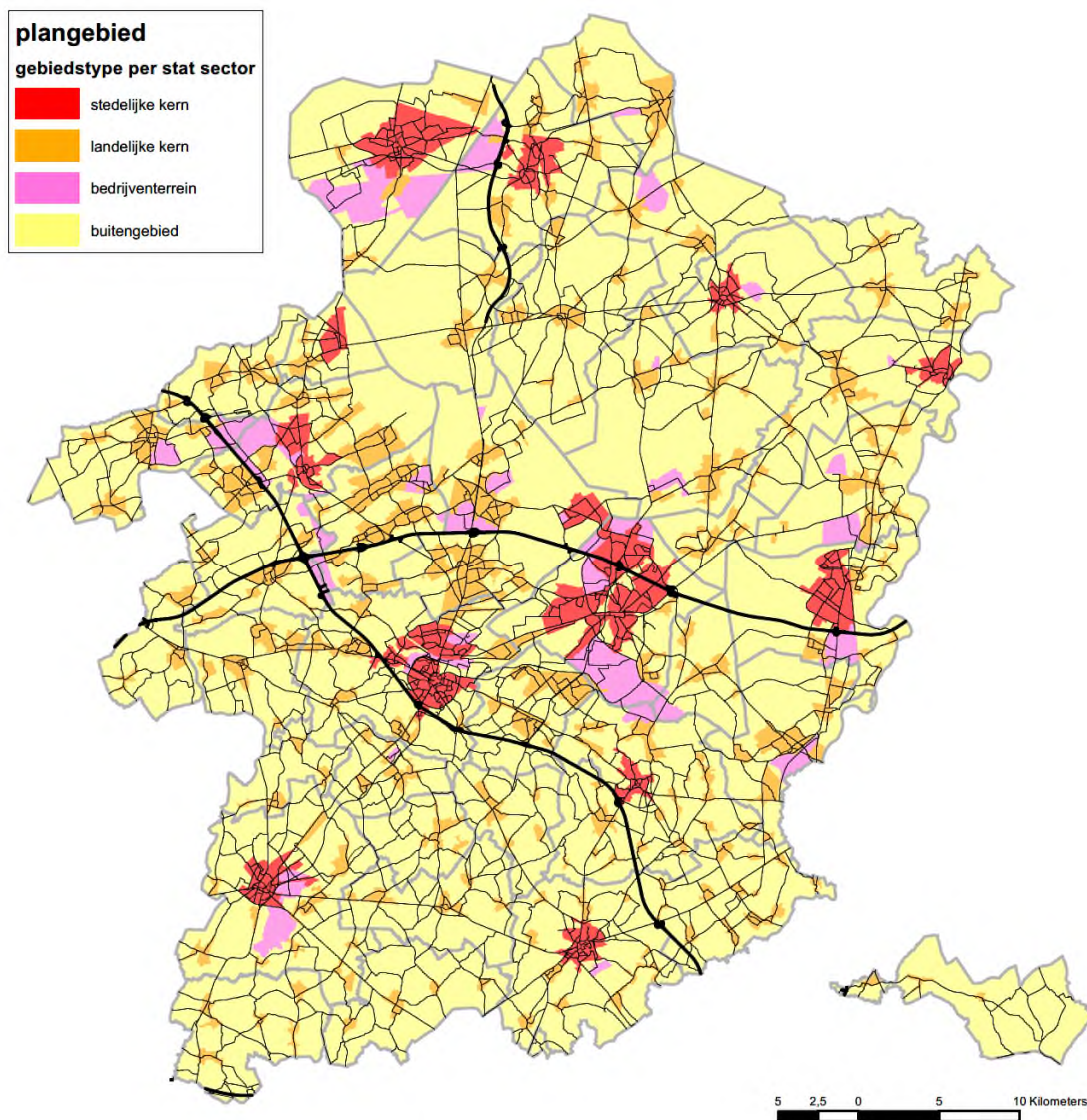 plangebied
gebiedstype per stat sector
stedelijke kern
landelijke kern
bedrijventerrein
buitengebied
5 2,5 0 5 10 Kilometers